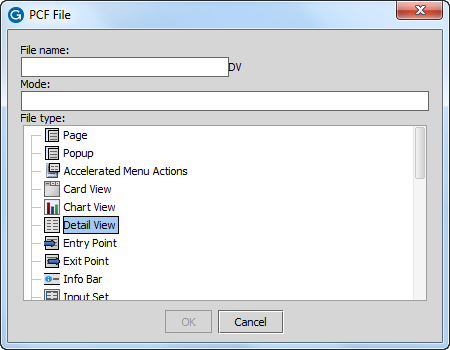 PCF File
File name:
DV
Mode:
File type:
Page
Popup
Accelerated Menu Actions
Card View
Chart View
Detail View
Entry Point
Exit Point
Info Bar
Input Set
OK Cancel